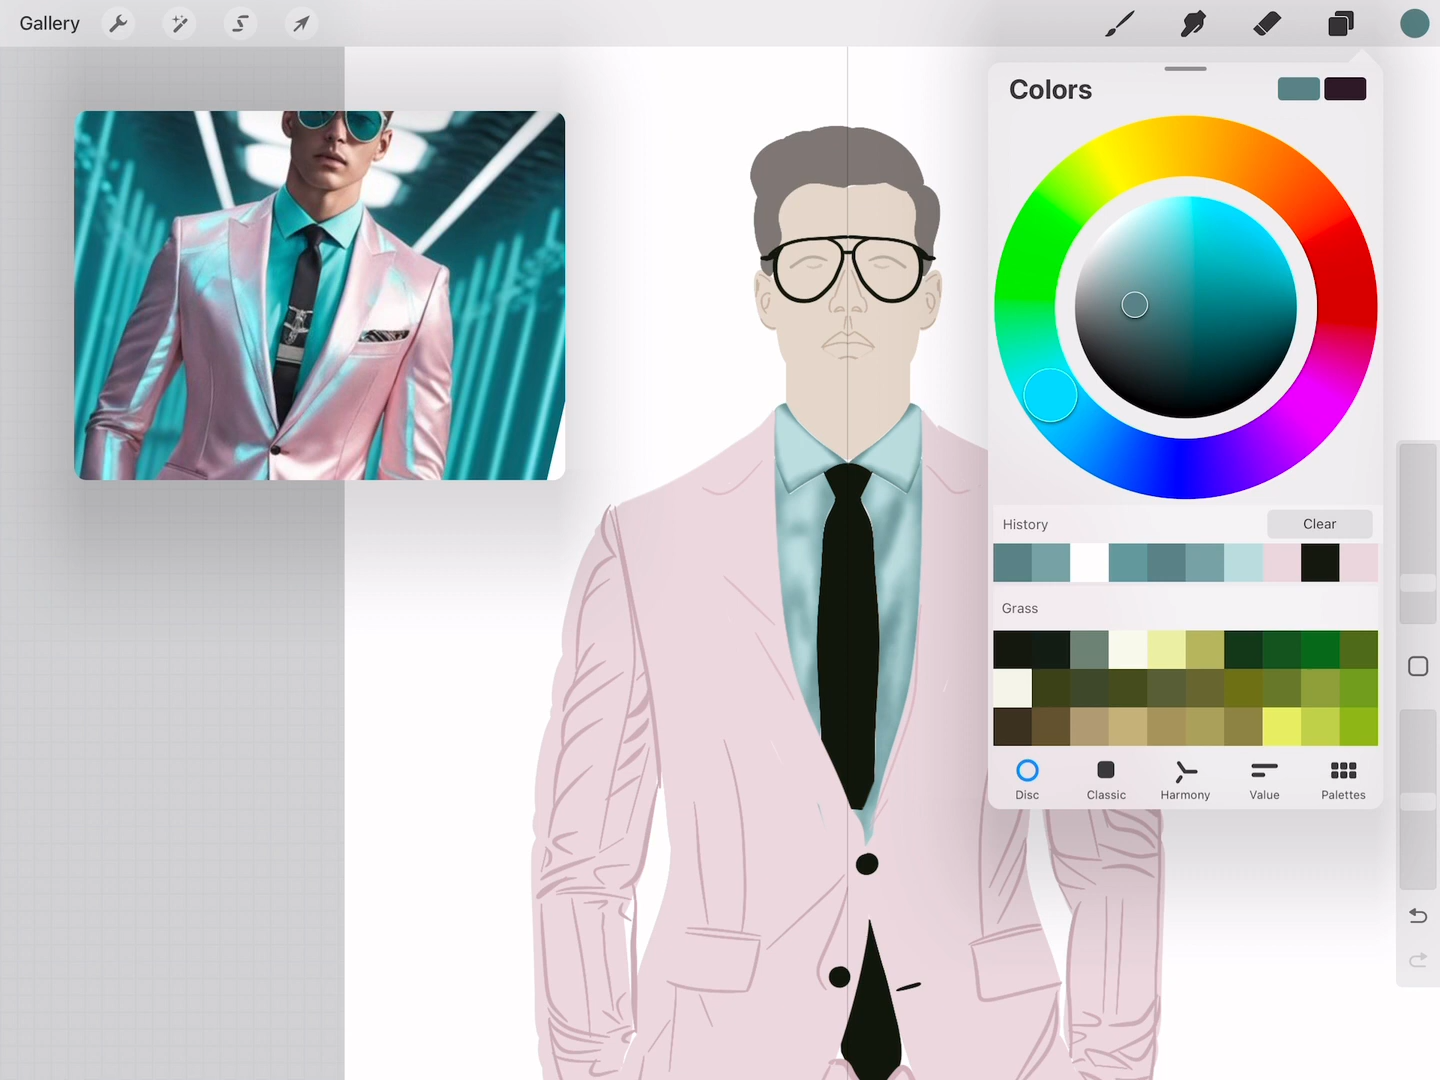 Gallery
Colors
History
Clear
Grass
Disc
Classic
Harmony
Value
Palettes